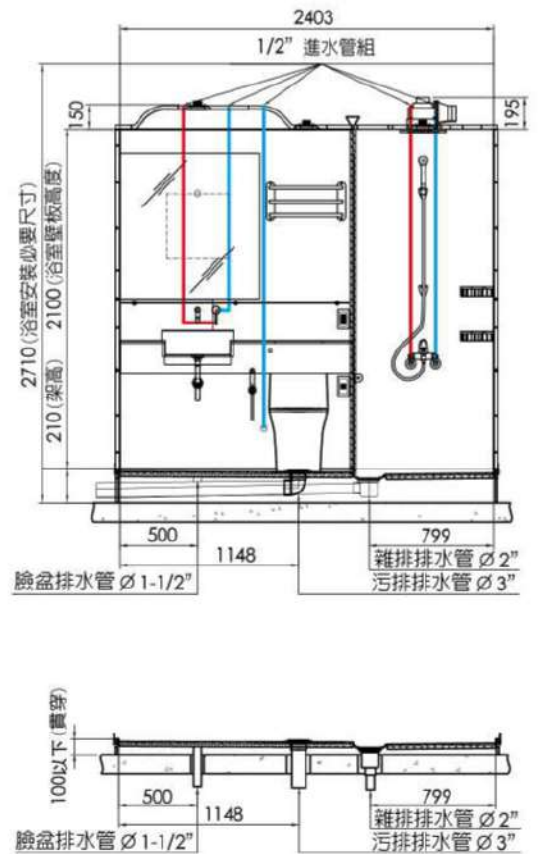 2403
1/2” 進水管組
150
195
2710(浴室安裝必要尺寸)
2100(浴室壁板高度)
210(架高)
500
799
1148
雜排排水管 Ø 2”
臉盆排水管 Ø 1-1/2”
污排排水管 Ø 3”
100以下(貫穿)
500
799
1148
雜排排水管 Ø 2”
臉盆排水管 Ø 1-1/2”
污排排水管 Ø 3”